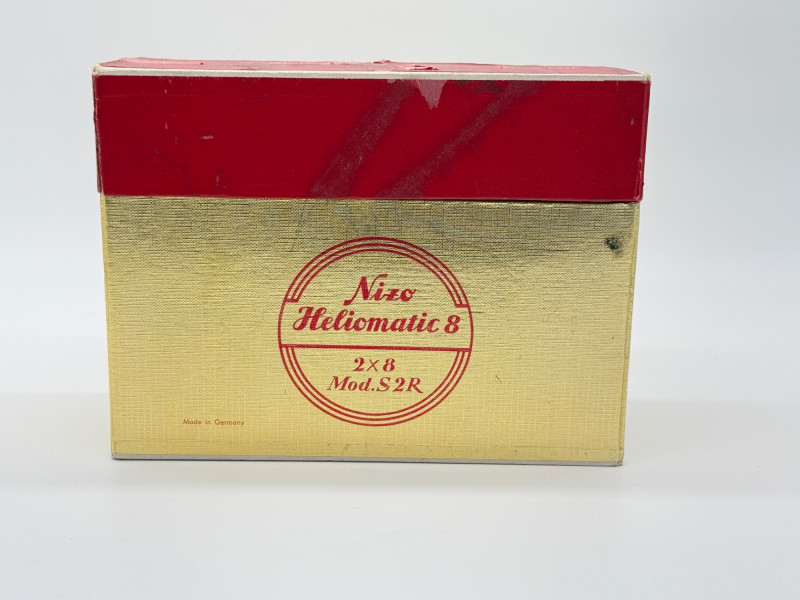 Nizo
Heliomatic 8
2×8
Mod. S2R
Made in Germany